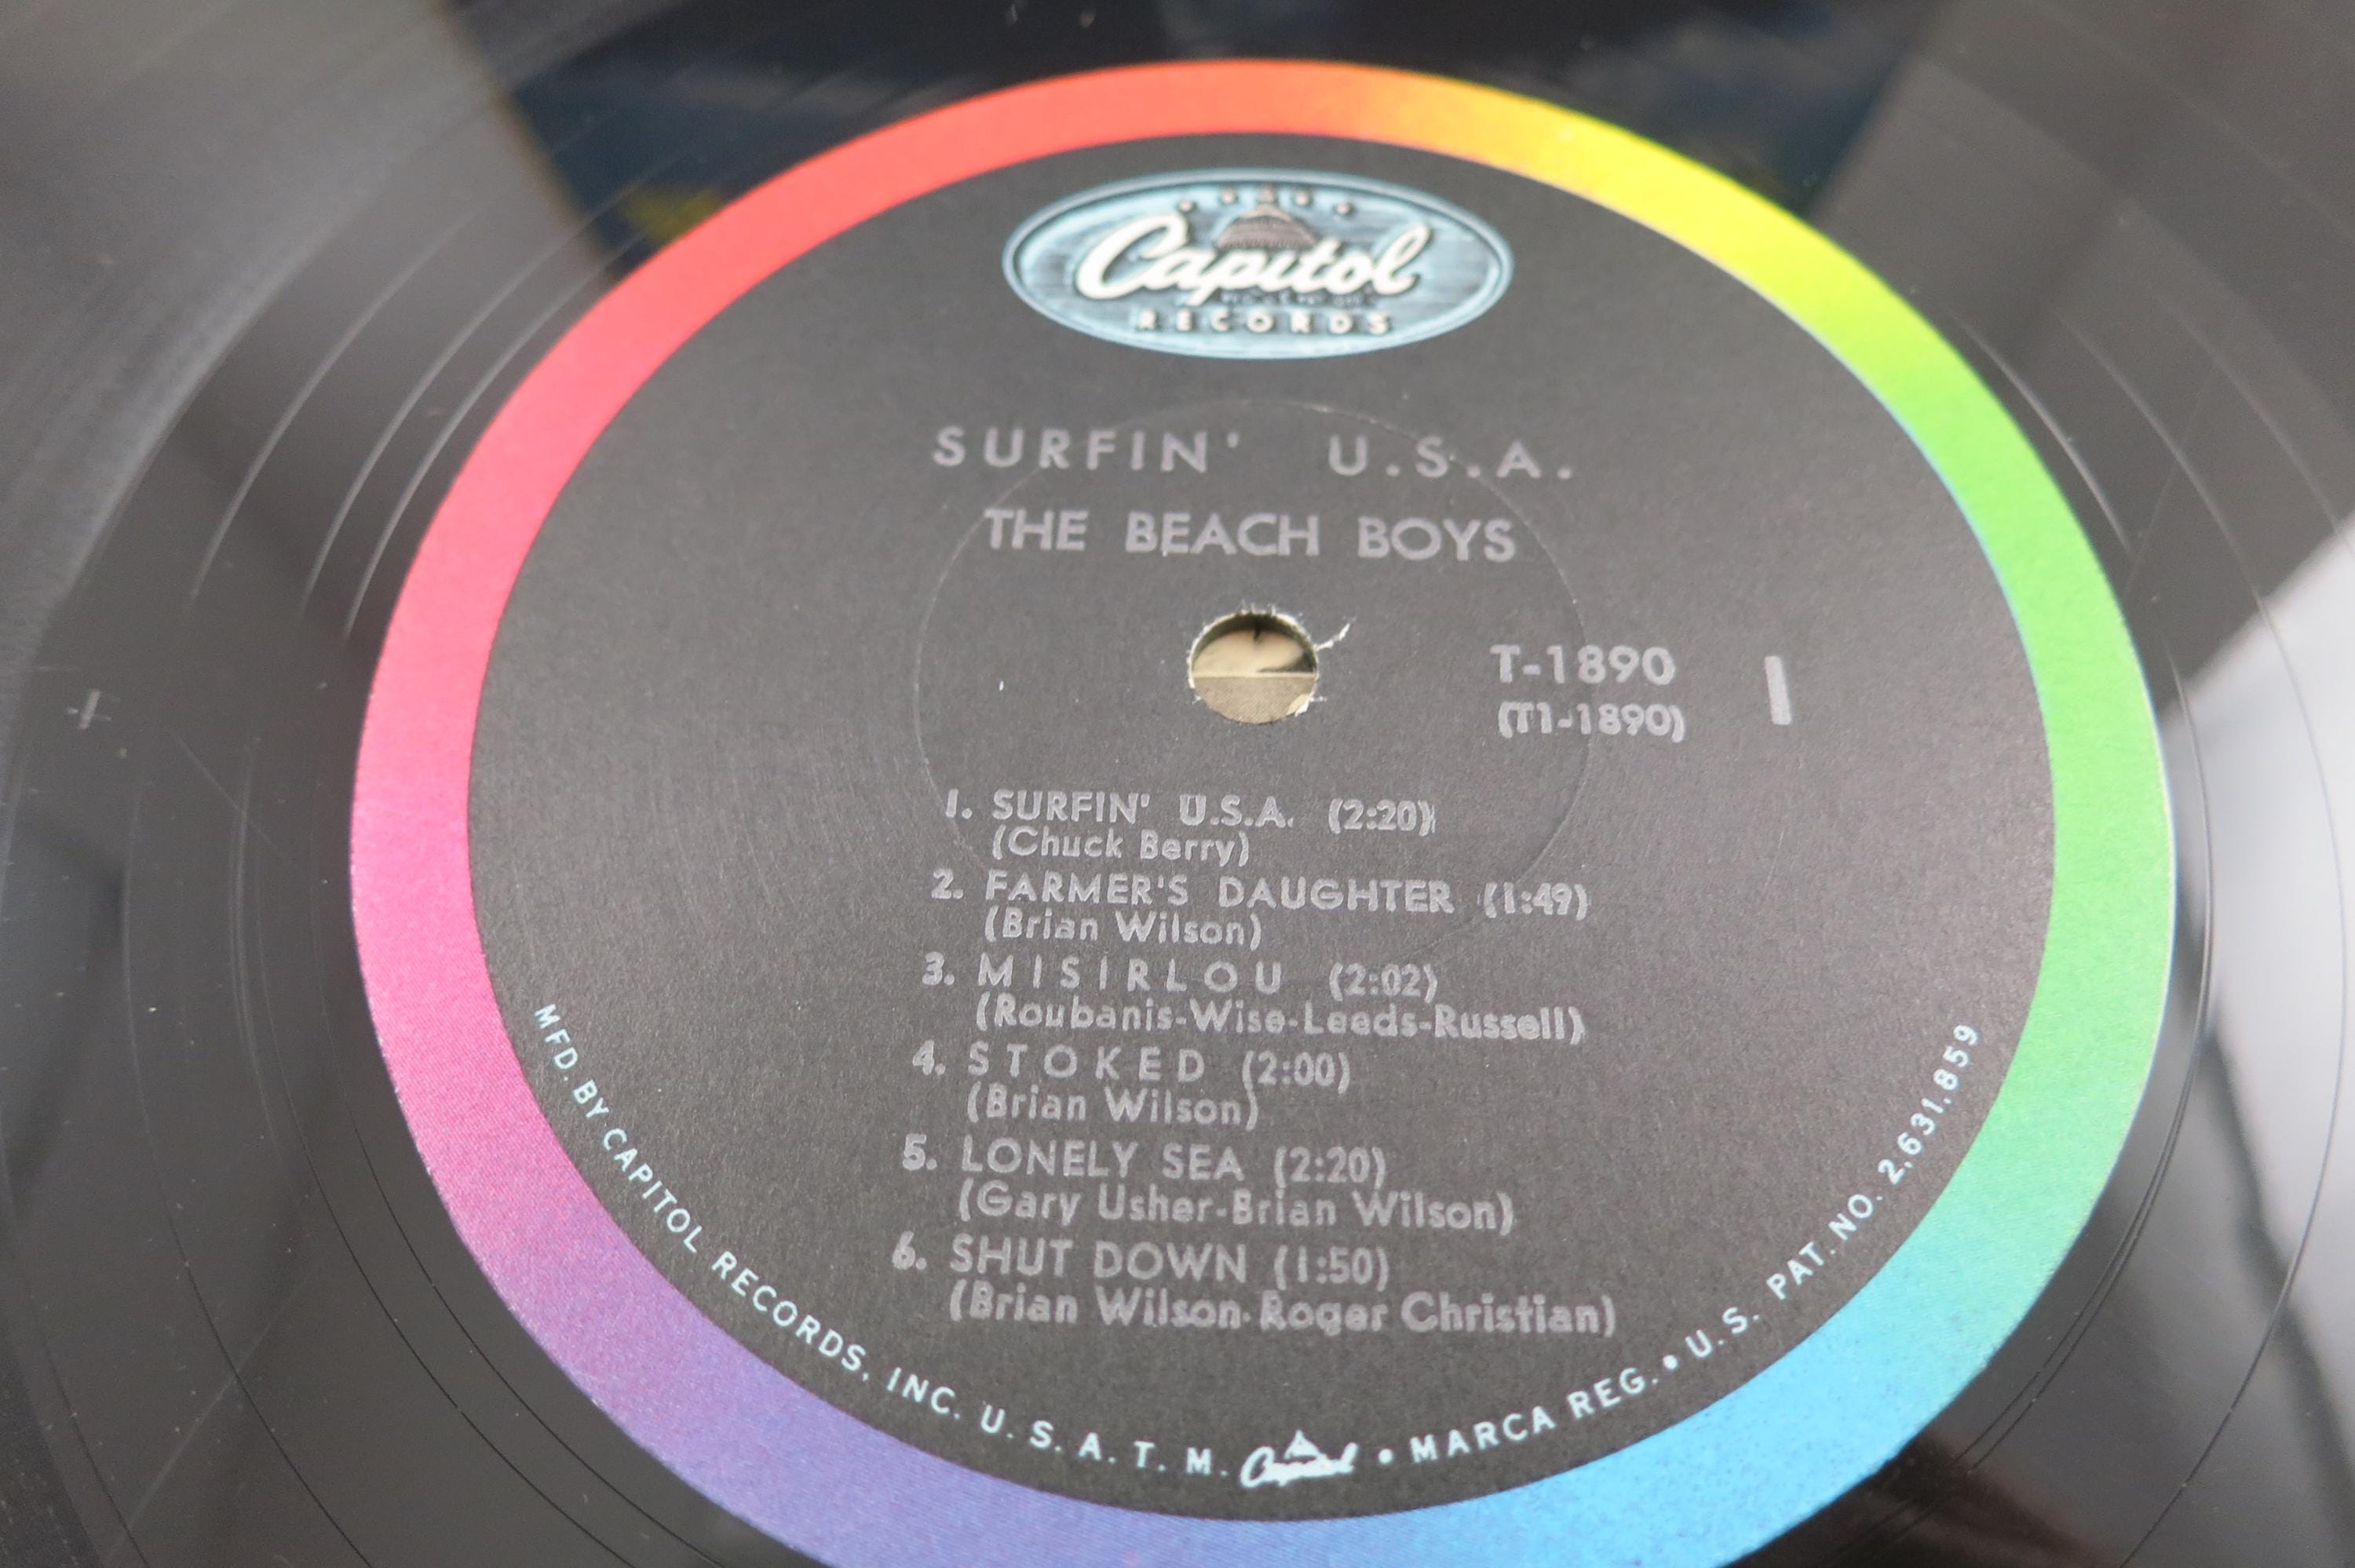 Capitol
RECORDS
SURFIN' U.S.A.
THE BEACH BOYS
T-1890
(T1-1890)
1
1. SURFIN' U.S.A. (2:20)
(Chuck Berry)
2. FARMER'S DAUGHTER (1:49)
(Brian Wilson)
3. MISIRLOU (2:02)
(Roubanis-Wise-Leeds-Russell)
4. STOKED (2:00)
(Brian Wilson)
5. LONELY SEA (2:20)
(Gary Usher-Brian Wilson)
6. SHUT DOWN (1:50)
(Brian Wilson-Roger Christian)
MFD. BY CAPITOL RECORDS, INC. U. S. A. T. M. Capitol • MARCA REG. • U. S. PAT. NO. 2,631,859